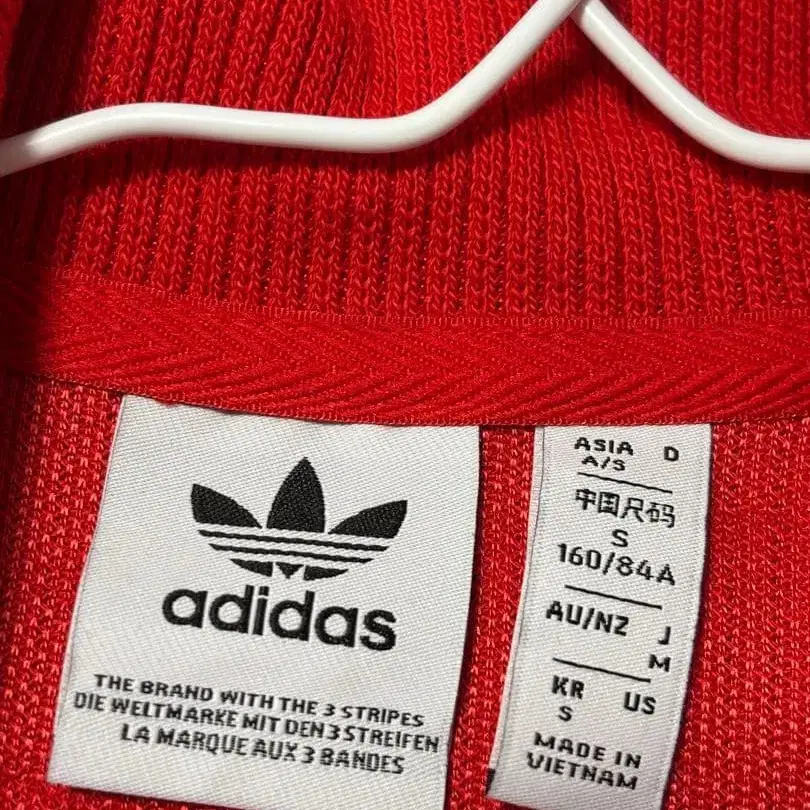 adidas
THE BRAND WITH THE 3 STRIPES
DIE WELTMARKE MIT DEN 3 STREIFEN
LA MARQUE AUX 3 BANDES
ASIA D
A/S
中国尺码
S
160/84A
AU/NZ J
M
KR US
S
MADE IN
VIETNAM